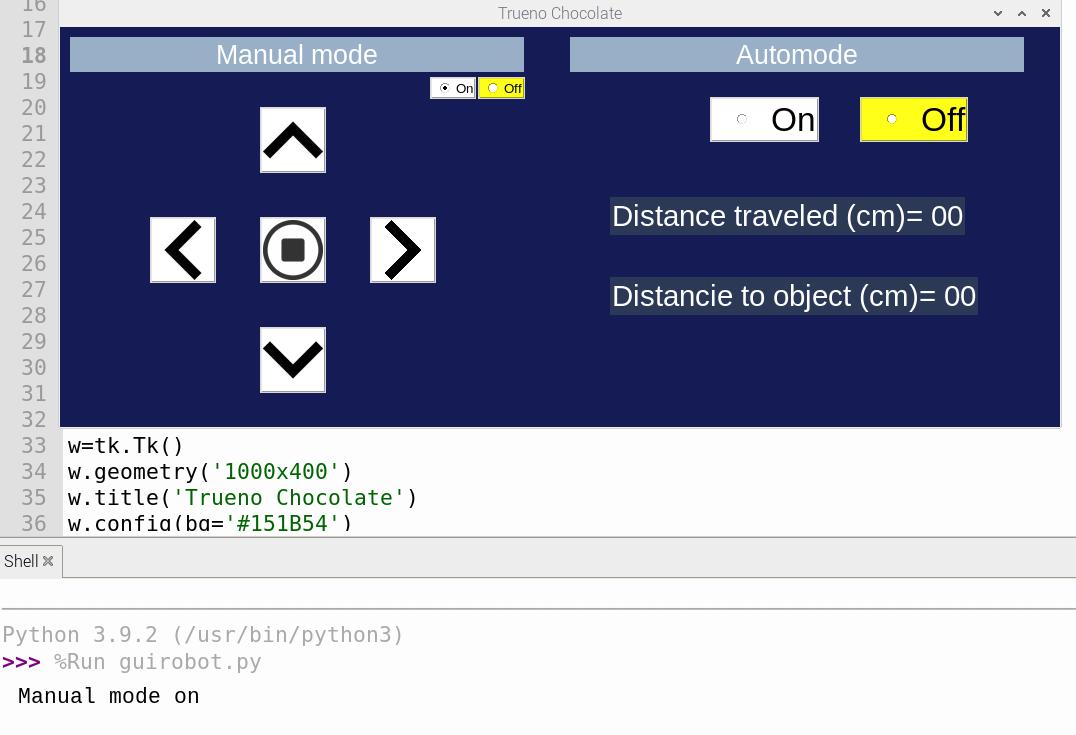 16
Trueno Chocolate
17
18
19
20
21
22
23
24
25
26
27
28
29
30
31
32
Manual mode
On Off
Automode
On Off
Distance traveled (cm)= 00
Distancie to object (cm)= 00
33 w=tk.Tk()
34 w.geometry('1000x400')
35 w.title('Trueno Chocolate')
36 w.config(bg='#151B54')
Shell
Python 3.9.2 (/usr/bin/python3)
>>> %Run guirobot.py
Manual mode on